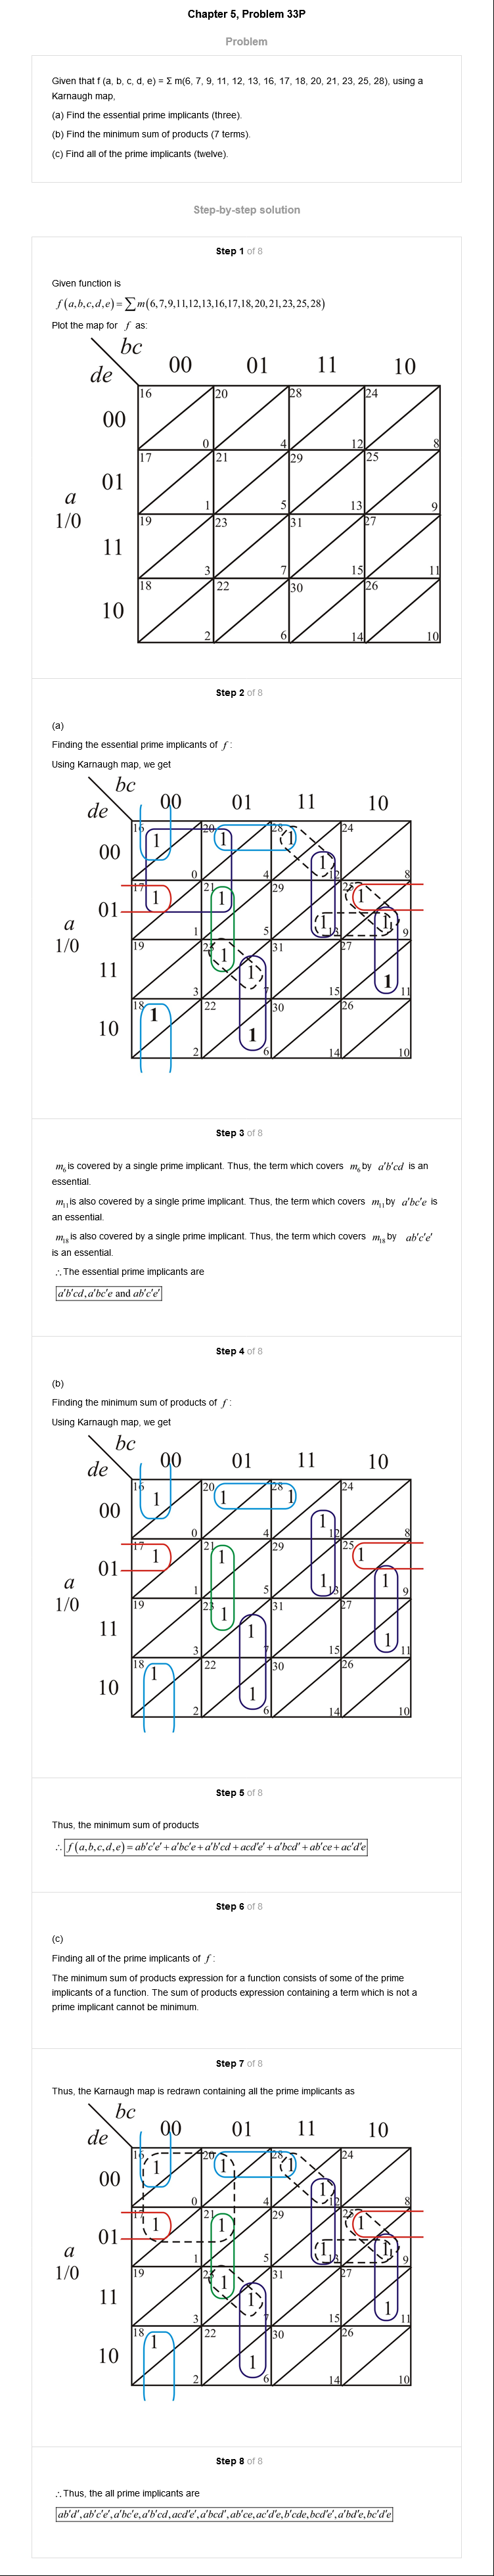 Chapter 5, Problem 33P
Problem
Given that f (a, b, c, d, e) = Σ m(6, 7, 9, 11, 12, 13, 16, 17, 18, 20, 21, 23, 25, 28), using a
Karnaugh map,
(a) Find the essential prime implicants (three).
(b) Find the minimum sum of products (7 terms).
(c) Find all of the prime implicants (twelve).
Step-by-step solution
Step 1 of 8
Given function is
f(a,b,c,d,e)=∑m(6,7,9,11,12,13,16,17,18,20,21,23,25,28)
Plot the map for f as:
bc
de 00 01 11 10
16 20 28 24
00
0 4 12 8
17 21 29 25
01
1 5 13 9
a
1/0
19 23 31 27
11
3 7 15 11
18 22 30 26
10
2 6 14 10
Step 2 of 8
(a)
Finding the essential prime implicants of f :
Using Karnaugh map, we get
bc
de 00 01 11 10
16 20 28 24
1 1 1
00 1
0 4 12 8
17 21 29 25
1 1 1
01 1 1
1 5 13 9
a
1/0
19 23 31 27
1
11 1 1
3 7 15 11
18 22 30 26
1
10 1
2 6 14 10
Step 3 of 8
m₆ is covered by a single prime implicant. Thus, the term which covers m₆ by a'b'cd is an
essential.
m₁₁ is also covered by a single prime implicant. Thus, the term which covers m₁₁ by a'bc'e is
an essential.
m₁₈ is also covered by a single prime implicant. Thus, the term which covers m₁₈ by ab'c'e'
is an essential.
∴ The essential prime implicants are
a'b'cd, a'bc'e and ab'c'e'
Step 4 of 8
(b)
Finding the minimum sum of products of f :
Using Karnaugh map, we get
bc
de 00 01 11 10
16 20 28 24
1 1 1
00 1
0 4 12 8
17 21 29 25
1 1 1
01 1 1
1 5 13 9
a
1/0
19 23 31 27
1
11 1 1
3 7 15 11
18 22 30 26
1
10 1
2 6 14 10
Step 5 of 8
Thus, the minimum sum of products
∴ f(a,b,c,d,e)=ab'c'e'+a'bc'e+a'b'cd+acd'e'+a'bcd'+ab'ce+ac'd'e
Step 6 of 8
(c)
Finding all of the prime implicants of f :
The minimum sum of products expression for a function consists of some of the prime
implicants of a function. The sum of products expression containing a term which is not a
prime implicant cannot be minimum.
Step 7 of 8
Thus, the Karnaugh map is redrawn containing all the prime implicants as
bc
de 00 01 11 10
16 20 28 24
1 1 1
00 1
0 4 12 8
17 21 29 25
1 1 1
01 1 1
1 5 13 9
a
1/0
19 23 31 27
1
11 1 1
3 7 15 11
18 22 30 26
1
10 1
2 6 14 10
Step 8 of 8
∴ Thus, the all prime implicants are
ab'd', ab'c'e', a'bc'e, a'b'cd, acd'e', a'bcd', ab'ce, ac'd'e, b'cde, bcd'e', a'bd'e, bc'd'e